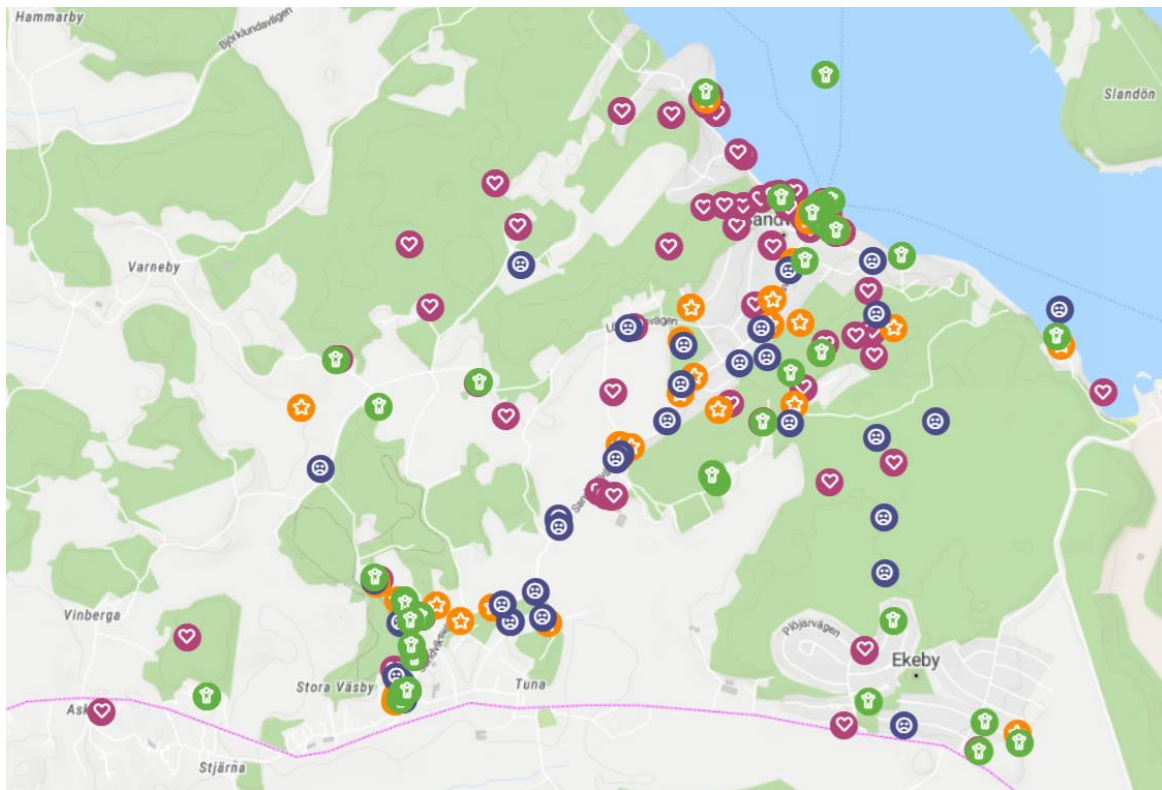 Hammarby
Björklundavägen
Slandön
Varneby
Vinberga
Plöjarvägen
Ekeby
Stora Väsby
Tuna
Stjärna